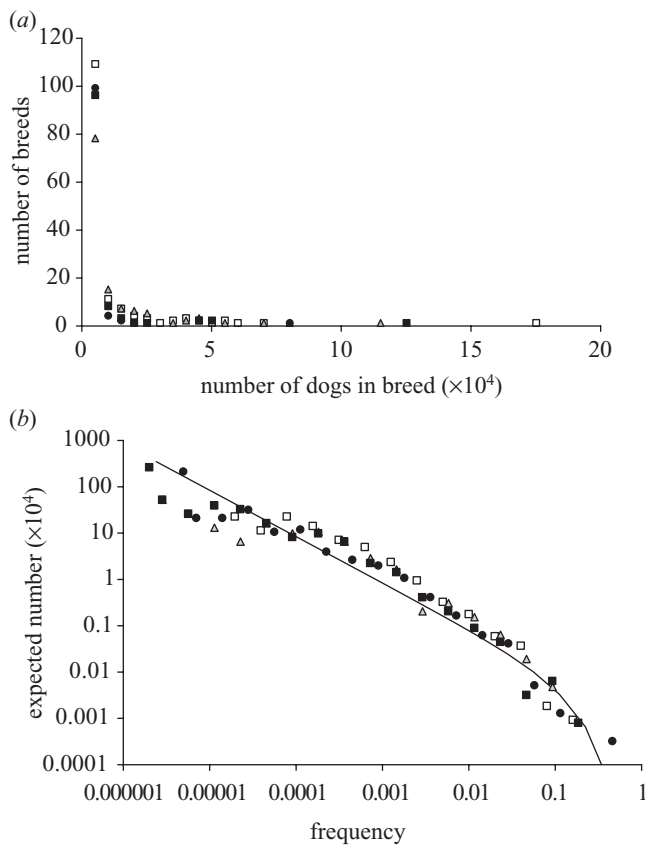 (a)
120
100
80
60
40
20
0
number of breeds
0 5 10 15 20
number of dogs in breed (×10⁴)
(b)
1000
100
10
1
0.1
0.01
0.001
0.0001
expected number (×10⁴)
0.000001 0.00001 0.0001 0.001 0.01 0.1 1
frequency